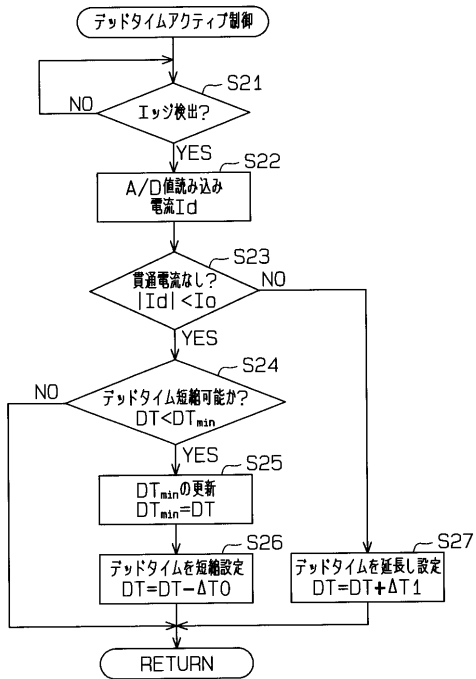 デッドタイムアクティブ制御
S21
エッジ検出?
NO
YES
S22
A/D値読み込み
電流Id
S23
貫通電流なし?
|Id|<Io
NO
YES
S24
デッドタイム短縮可能か?
DT<DTmin
NO
YES
S25
DTminの更新
DTmin=DT
S26
デッドタイムを短縮設定
DT=DT-ΔT0
S27
デッドタイムを延長し設定
DT=DT+ΔT1
RETURN